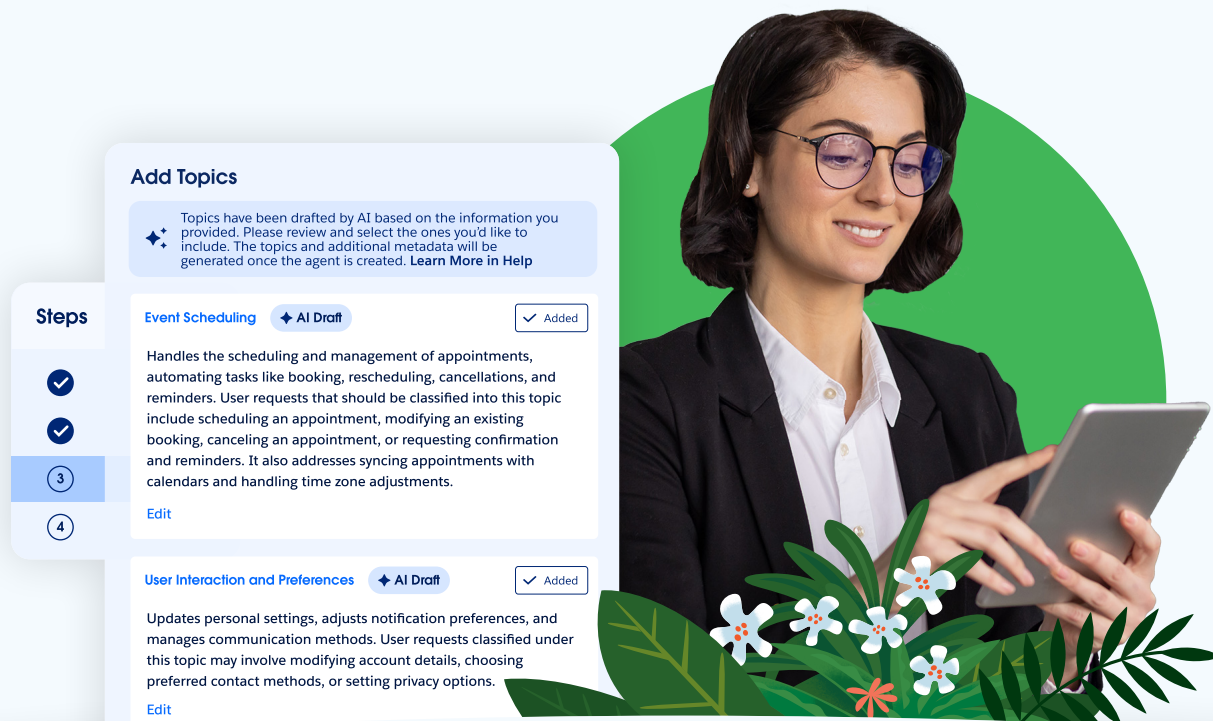 Add Topics
Topics have been drafted by AI based on the information you
provided. Please review and select the ones you'd like to
include. The topics and additional metadata will be
generated once the agent is created. Learn More in Help
Steps
3
4
Event Scheduling
AI Draft
Added
Handles the scheduling and management of appointments,
automating tasks like booking, rescheduling, cancellations, and
reminders. User requests that should be classified into this topic
include scheduling an appointment, modifying an existing
booking, canceling an appointment, or requesting confirmation
and reminders. It also addresses syncing appointments with
calendars and handling time zone adjustments.
Edit
User Interaction and Preferences
AI Draft
Added
Updates personal settings, adjusts notification preferences, and
manages communication methods. User requests classified under
this topic may involve modifying account details, choosing
preferred contact methods, or setting privacy options.
Edit